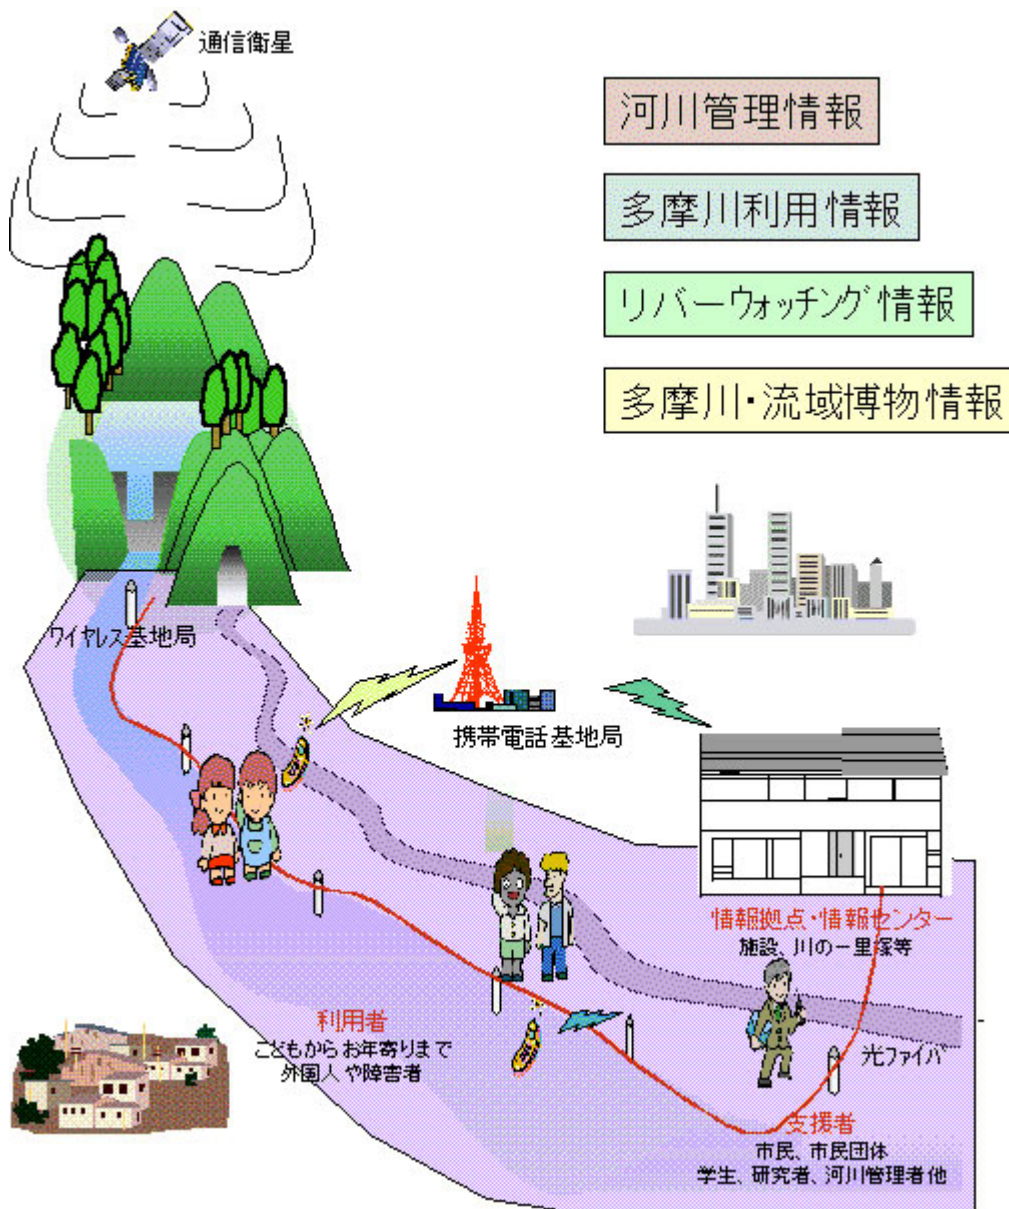 通信衛星
河川管理情報
多摩川利用情報
リバーウォッチング情報
多摩川・流域博物情報
ワイヤレス基地局
携帯電話基地局
情報拠点・情報センター
施設、川の一里塚等
利用者
こどもからお年寄りまで
外国人や障害者
光ファイバ
支援者
市民、市民団体
学生、研究者、河川管理者他